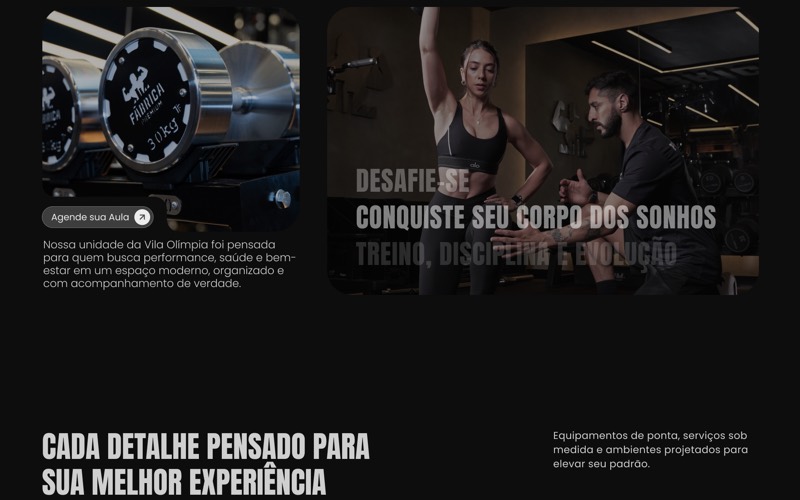 FÁBRICA
30kg
Agende sua Aula
Nossa unidade da Vila Olímpia foi pensada
para quem busca performance, saúde e bem-
estar em um espaço moderno, organizado e
com acompanhamento de verdade.
DESAFIE-SE
CONQUISTE SEU CORPO DOS SONHOS
TREINO, DISCIPLINA E EVOLUÇÃO
CADA DETALHE PENSADO PARA
SUA MELHOR EXPERIÊNCIA
Equipamentos de ponta, serviços sob
medida e ambientes projetados para
elevar seu padrão.